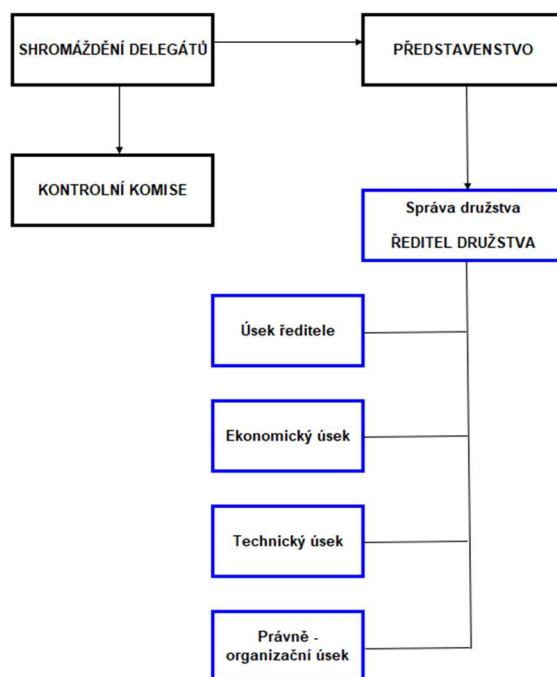 SHROMÁŽDĚNÍ DELEGÁTŮ
PŘEDSTAVENSTVO
KONTROLNÍ KOMISE
Správa družstva
ŘEDITEL DRUŽSTVA
Úsek ředitele
Ekonomický úsek
Technický úsek
Právně -
organizační úsek